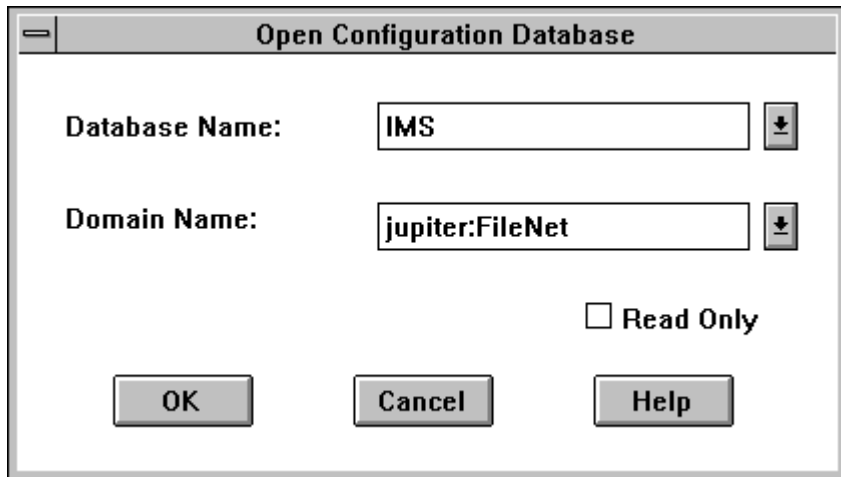 Open Configuration Database
Database Name: IMS
Domain Name: jupiter:FileNet
Read Only
OK Cancel Help